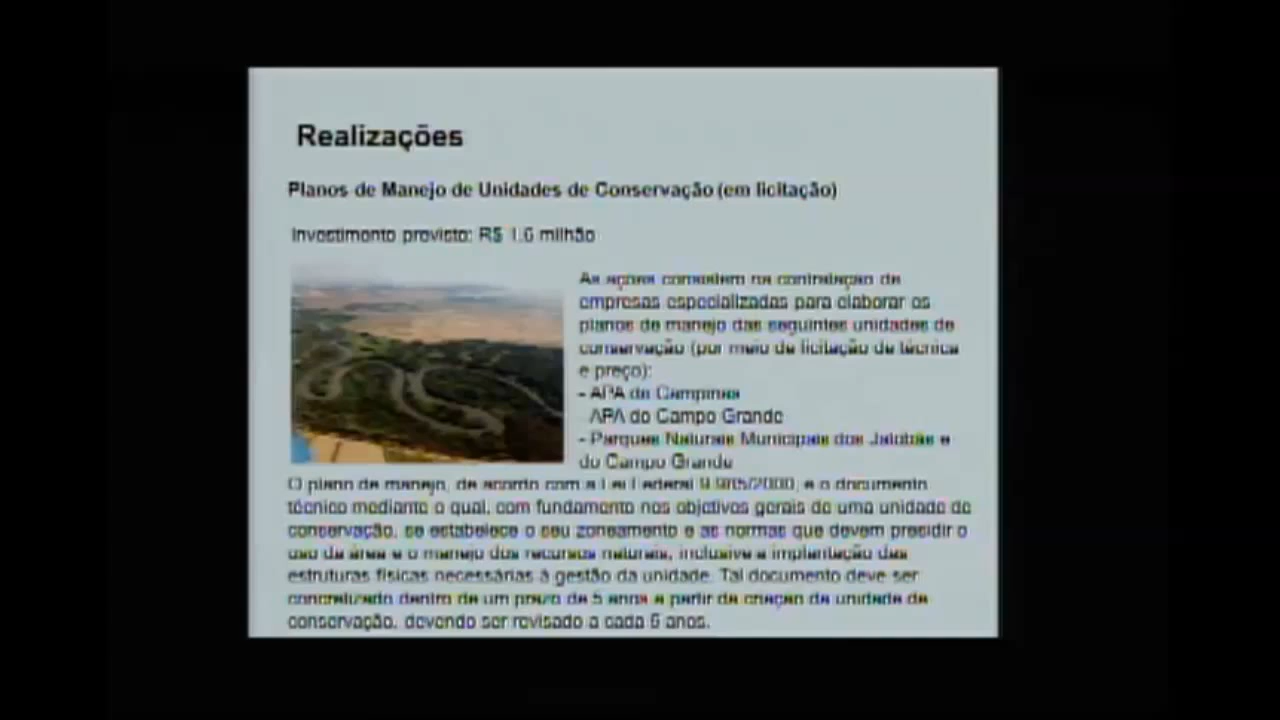 Realizações
Planos de Manejo de Unidades de Conservação (em licitação)
Investimento previsto: R$ 1,6 milhão
As ações consistem na contratação de
empresas especializadas para elaborar os
planos de manejo das seguintes unidades de
conservação (por meio de licitação de técnica
e preço):
- APA de Campinas
- APA do Campo Grande
- Parques Naturais Municipais dos Jatobás e
do Campo Grande
O plano de manejo, de acordo com a Lei Federal 9.985/2000, é o documento
técnico mediante o qual, com fundamento nos objetivos gerais de uma unidade de
conservação, se estabelece o seu zoneamento e as normas que devem presidir o
uso da área e o manejo dos recursos naturais, inclusive a implantação das
estruturas físicas necessárias à gestão da unidade. Tal documento deve ser
concretizado dentro de um prazo de 5 anos a partir da criação da unidade de
conservação, devendo ser revisado a cada 5 anos.